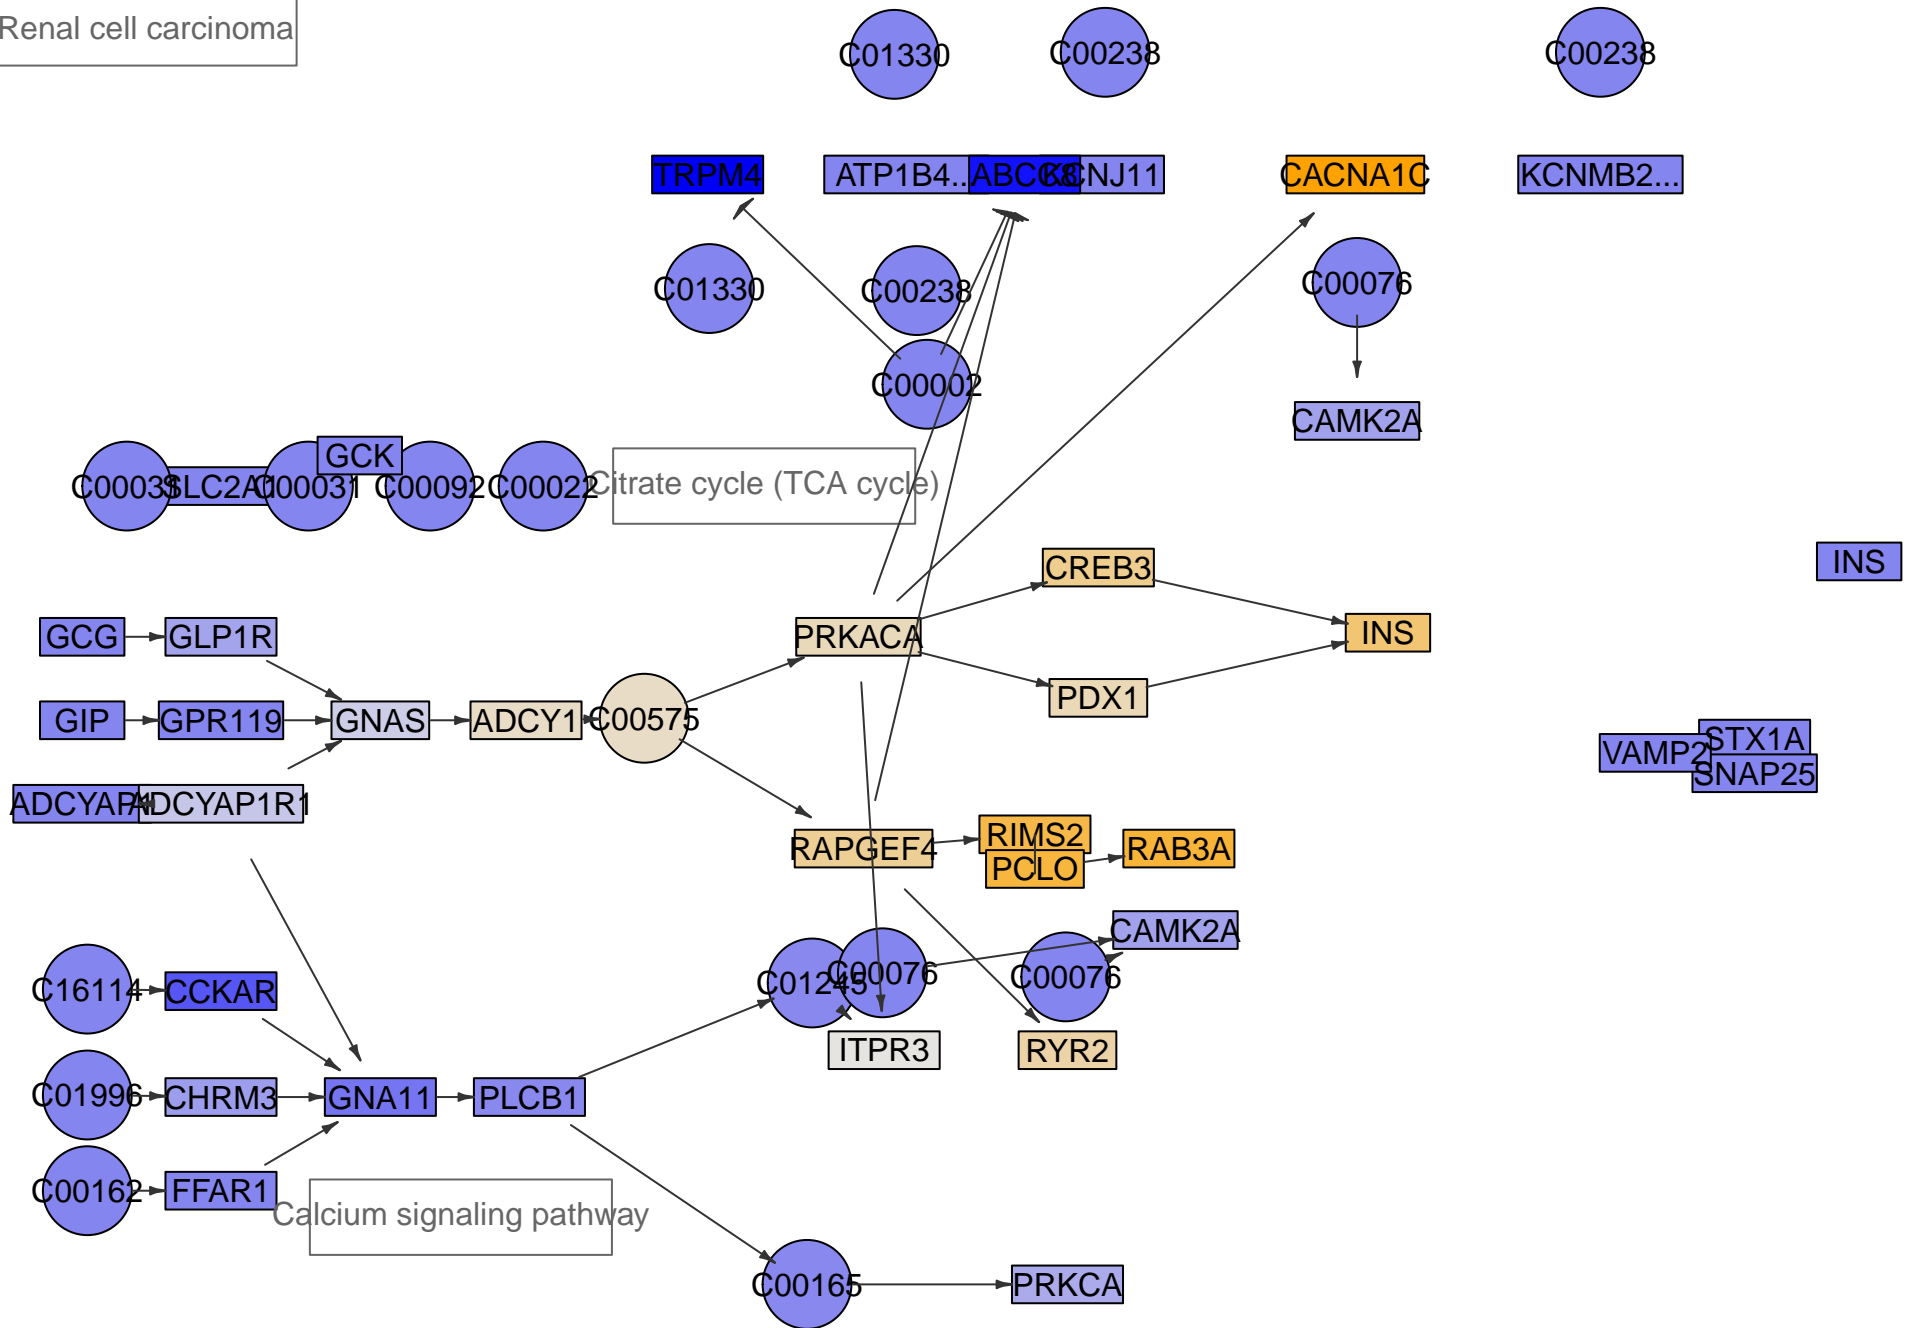 Renal cell carcinoma
C01330
C00238
C00238
TRPM4
ATP1B4...
ABCC8
KCNJ11
CACNA1C
KCNMB2...
C01330
C00238
C00076
C00002
CAMK2A
C00031
SLC2A1
C00031
GCK
C00092
C00022
Citrate cycle (TCA cycle)
CREB3
INS
GCG
GLP1R
PRKACA
INS
GIP
GPR119
GNAS
ADCY1
C00575
PDX1
STX1A
VAMP2
SNAP25
ADCYAP1
ADCYAP1R1
RAPGEF4
RIMS2
PCLO
RAB3A
CAMK2A
C16114
CCKAR
C01245
C00076
C00076
ITPR3
RYR2
C01996
CHRM3
GNA11
PLCB1
C00162
FFAR1
Calcium signaling pathway
C00165
PRKCA